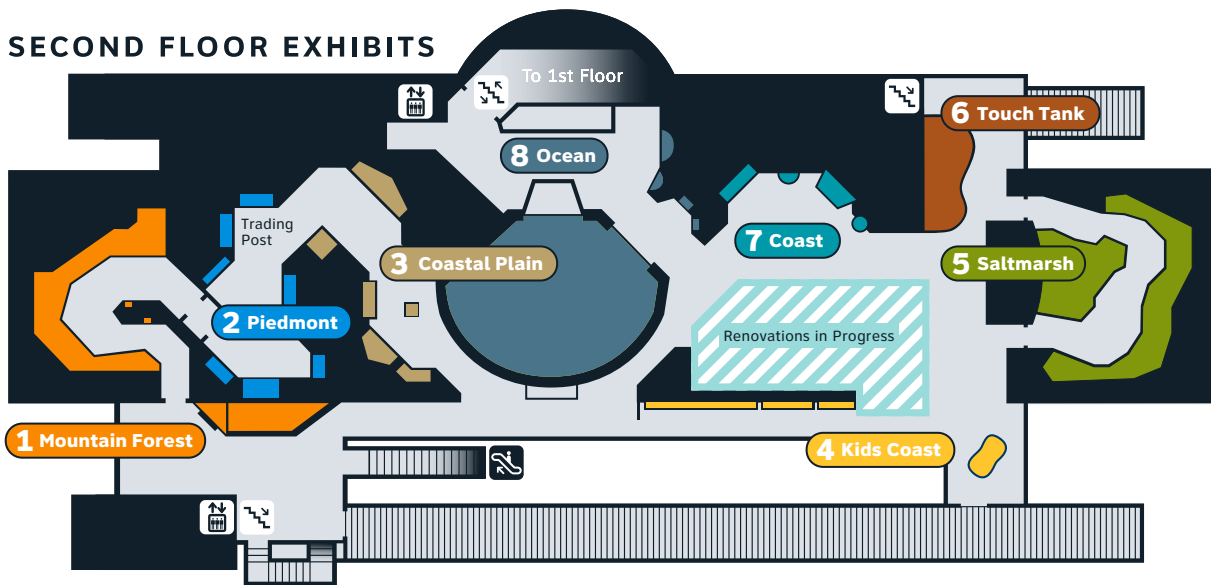 SECOND FLOOR EXHIBITS
To 1st Floor
6 Touch Tank
8 Ocean
Trading
Post
7 Coast
3 Coastal Plain
5 Saltmarsh
2 Piedmont
Renovations in Progress
1 Mountain Forest
4 Kids Coast